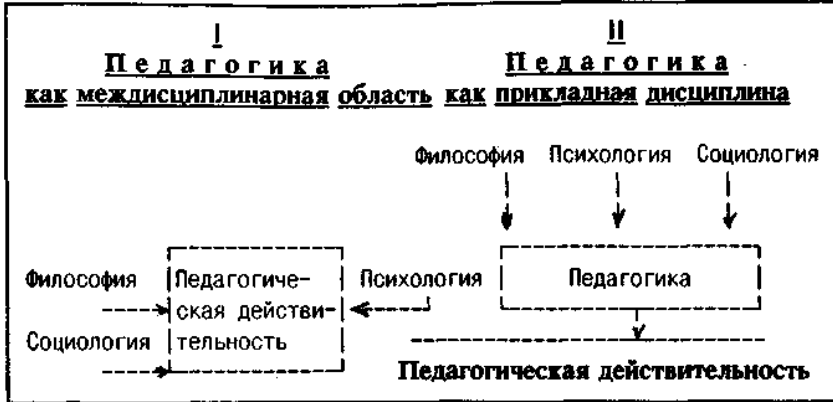 I
Педагогика
как междисциплинарная область
II
Педагогика
как прикладная дисциплина
Философия Психология Социология
Философия
Социология
Педагогиче-
ская действи-
тельность
Психология
Педагогика
Педагогическая действительность